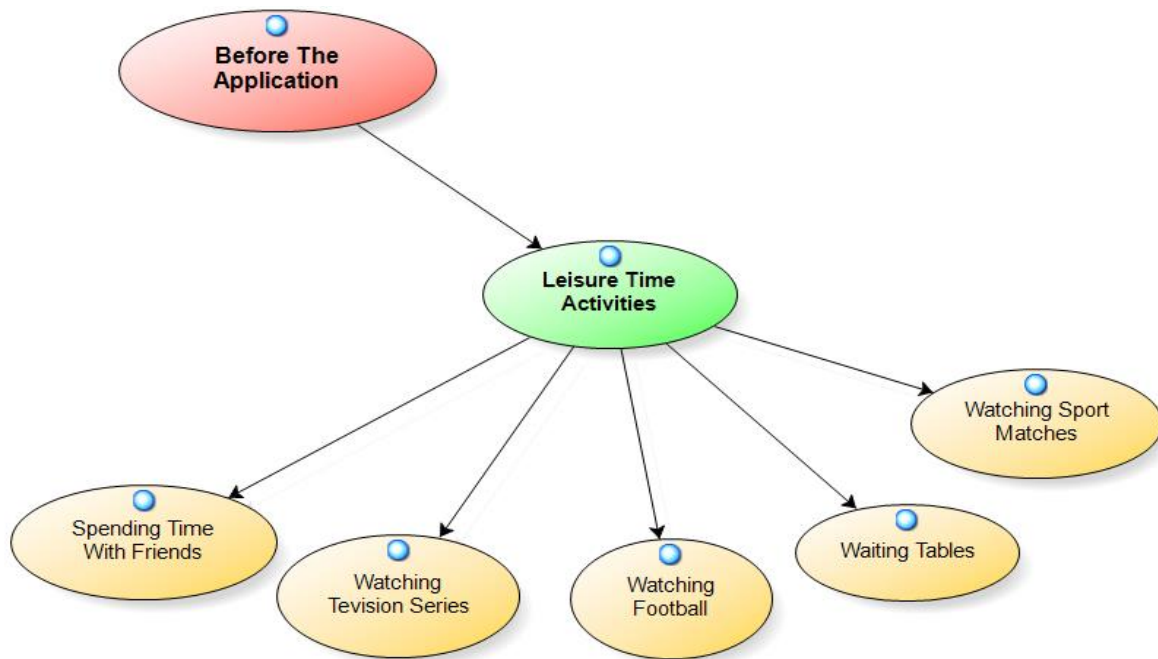 Before The
Application
Leisure Time
Activities
Watching Sport
Matches
Spending Time
With Friends
Waiting Tables
Watching
Tevision Series
Watching
Football